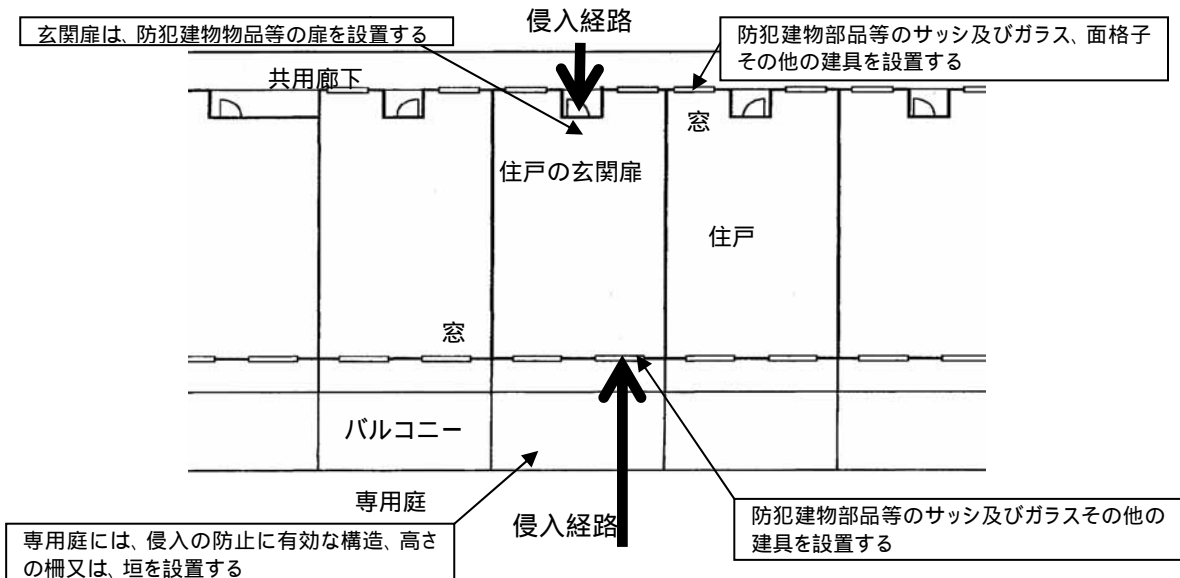 侵入経路
玄関扉は、防犯建物物品等の扉を設置する
防犯建物部品等のサッシ及びガラス、面格子
その他の建具を設置する
共用廊下
窓
住戸の玄関扉
住戸
窓
バルコニー
専用庭
侵入経路
防犯建物部品等のサッシ及びガラスその他の
建具を設置する
専用庭には、侵入の防止に有効な構造、高さ
の柵又は、垣を設置する